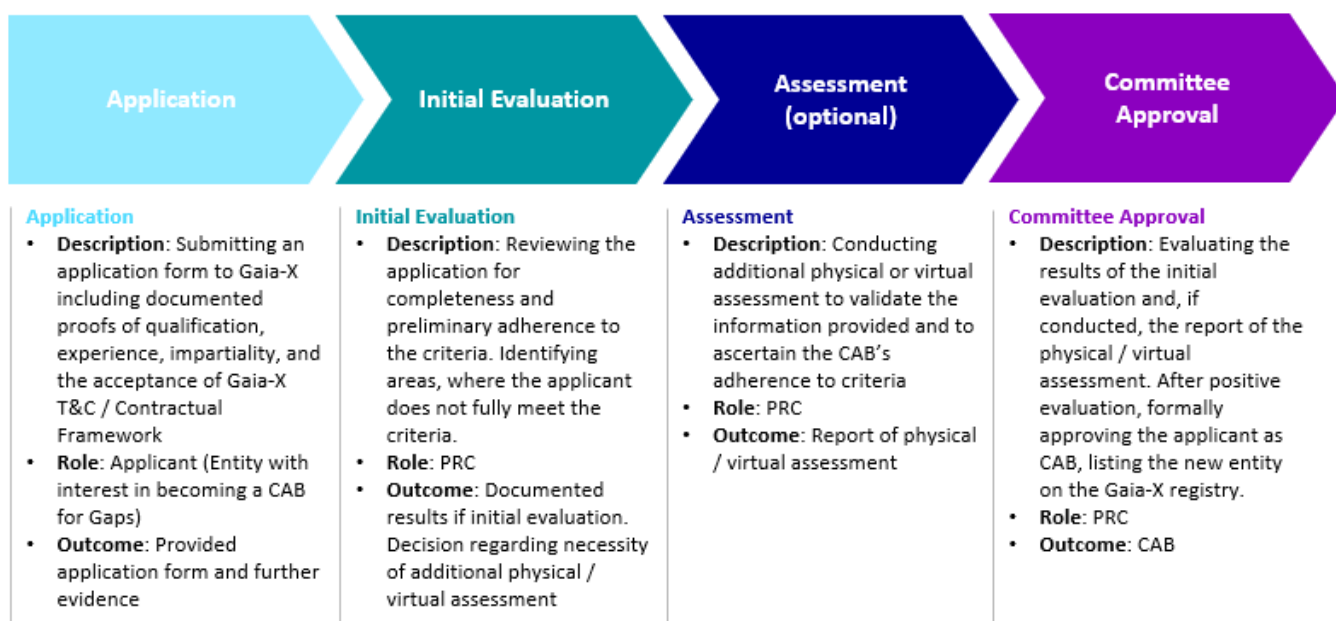 Application
Initial Evaluation
Assessment
(optional)
Committee
Approval
Application
• Description: Submitting an
application form to Gaia-X
including documented
proofs of qualification,
experience, impartiality, and
the acceptance of Gaia-X
T&C / Contractual
Framework
• Role: Applicant (Entity with
interest in becoming a CAB
for Gaps)
• Outcome: Provided
application form and further
evidence
Initial Evaluation
• Description: Reviewing the
application for
completeness and
preliminary adherence to
the criteria. Identifying
areas, where the applicant
does not fully meet the
criteria.
• Role: PRC
• Outcome: Documented
results if initial evaluation.
Decision regarding necessity
of additional physical /
virtual assessment
Assessment
• Description: Conducting
additional physical or virtual
assessment to validate the
information provided and to
ascertain the CAB's
adherence to criteria
• Role: PRC
• Outcome: Report of physical
/ virtual assessment
Committee Approval
• Description: Evaluating the
results of the initial
evaluation and, if
conducted, the report of the
physical / virtual
assessment. After positive
evaluation, formally
approving the applicant as
CAB, listing the new entity
on the Gaia-X registry.
• Role: PRC
• Outcome: CAB